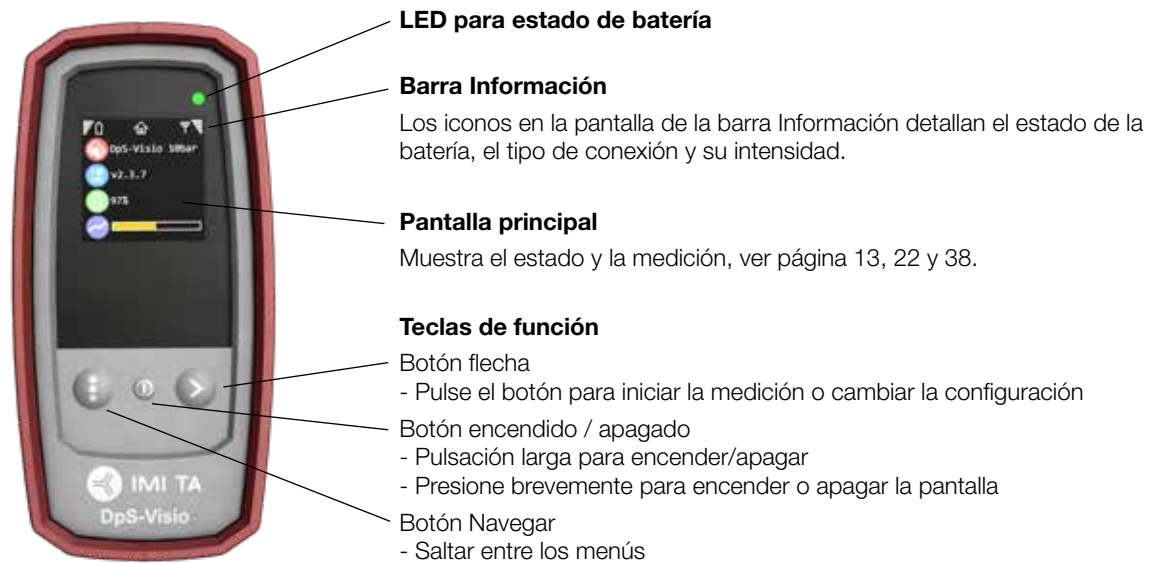 LED para estado de batería
Barra Información
Los iconos en la pantalla de la barra Información detallan el estado de la
batería, el tipo de conexión y su intensidad.
DpS-Visio 10bar
v2.3.7
97%
Pantalla principal
Muestra el estado y la medición, ver página 13, 22 y 38.
Teclas de función
Botón flecha
- Pulse el botón para iniciar la medición o cambiar la configuración
Botón encendido / apagado
- Pulsación larga para encender/apagar
- Presione brevemente para encender o apagar la pantalla
Botón Navegar
- Saltar entre los menús
IMI TA
DpS-Visio